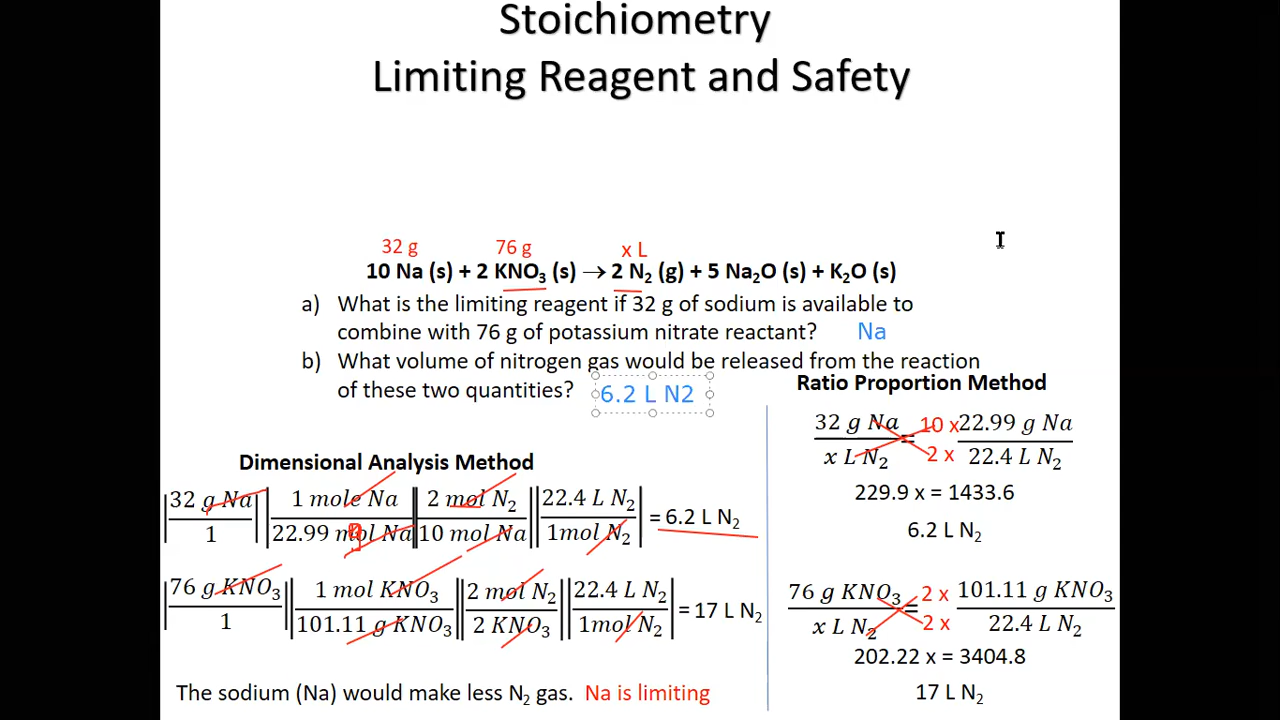 Stoichiometry
Limiting Reagent and Safety
32 g 76 g x L
10 Na (s) + 2 KNO₃ (s) → 2 N₂ (g) + 5 Na₂O (s) + K₂O (s)
a) What is the limiting reagent if 32 g of sodium is available to
combine with 76 g of potassium nitrate reactant? Na
b) What volume of nitrogen gas would be released from the reaction
of these two quantities? 6.2 L N2
Dimensional Analysis Method
|32 g Na| |1 mole Na| |2 mol N₂| |22.4 L N₂|
|1| |22.99 mol Na| |10 mol Na| |1mol N₂| = 6.2 L N₂
g
|76 g KNO₃| |1 mol KNO₃| |2 mol N₂| |22.4 L N₂|
|1| |101.11 g KNO₃| |2 KNO₃| |1mol N₂| = 17 L N₂
The sodium (Na) would make less N₂ gas. Na is limiting
Ratio Proportion Method
32 g Na = 10 x 22.99 g Na
x L N₂ 2 x 22.4 L N₂
229.9 x = 1433.6
6.2 L N₂
76 g KNO₃ = 2 x 101.11 g KNO₃
x L N₂ 2 x 22.4 L N₂
202.22 x = 3404.8
17 L N₂